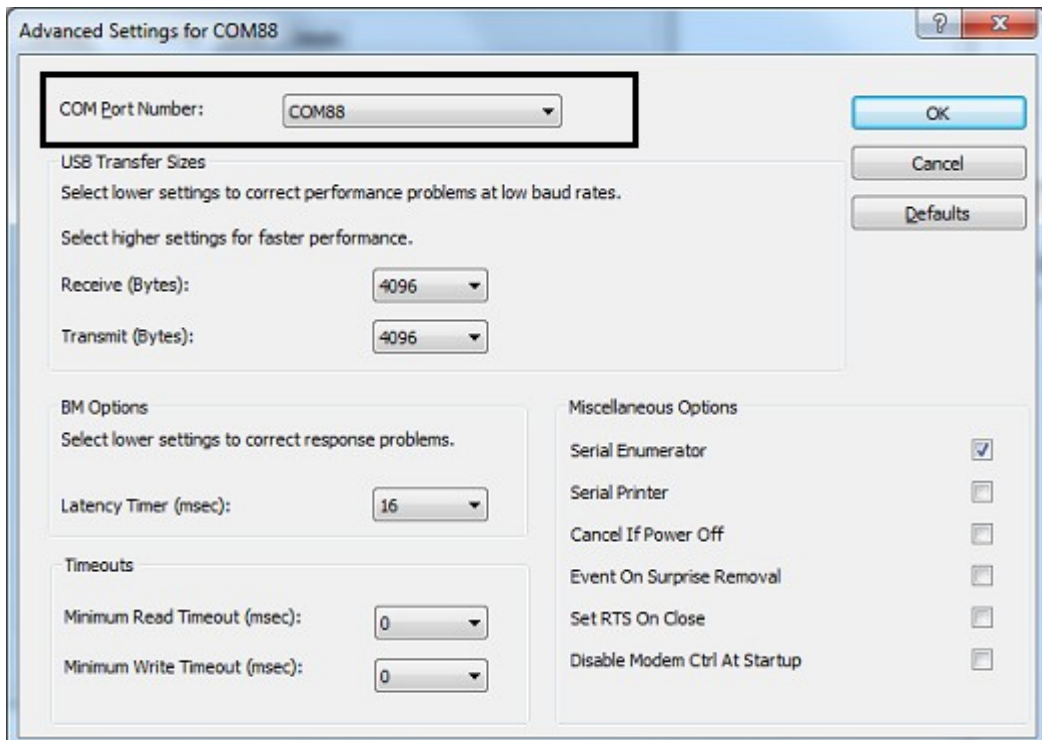 Advanced Settings for COM88
COM Port Number: COM88
OK
USB Transfer Sizes
Cancel
Select lower settings to correct performance problems at low baud rates.
Defaults
Select higher settings for faster performance.
Receive (Bytes): 4096
Transmit (Bytes): 4096
BM Options
Select lower settings to correct response problems.
Latency Timer (msec): 16
Timeouts
Minimum Read Timeout (msec): 0
Minimum Write Timeout (msec): 0
Miscellaneous Options
Serial Enumerator
Serial Printer
Cancel If Power Off
Event On Surprise Removal
Set RTS On Close
Disable Modem Ctrl At Startup